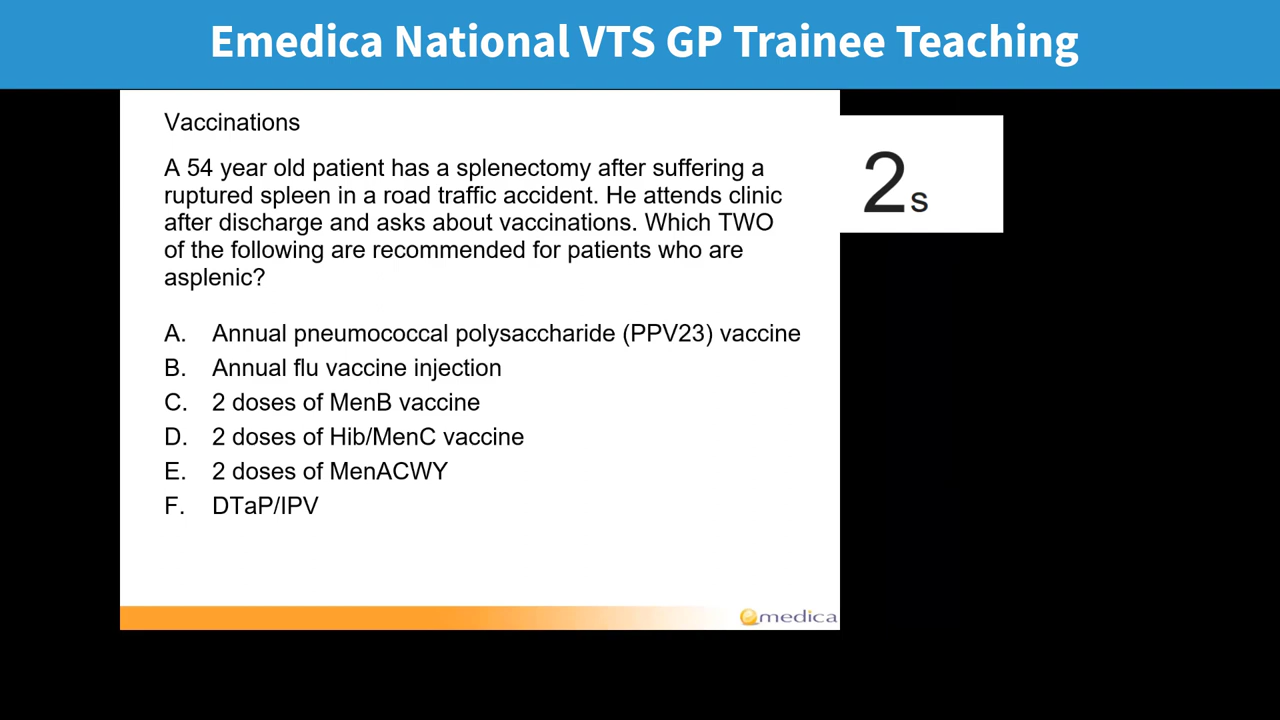 Emedica National VTS GP Trainee Teaching
Vaccinations
2s
A 54 year old patient has a splenectomy after suffering a
ruptured spleen in a road traffic accident. He attends clinic
after discharge and asks about vaccinations. Which TWO
of the following are recommended for patients who are
asplenic?
A. Annual pneumococcal polysaccharide (PPV23) vaccine
B. Annual flu vaccine injection
C. 2 doses of MenB vaccine
D. 2 doses of Hib/MenC vaccine
E. 2 doses of MenACWY
F. DTaP/IPV
emedica